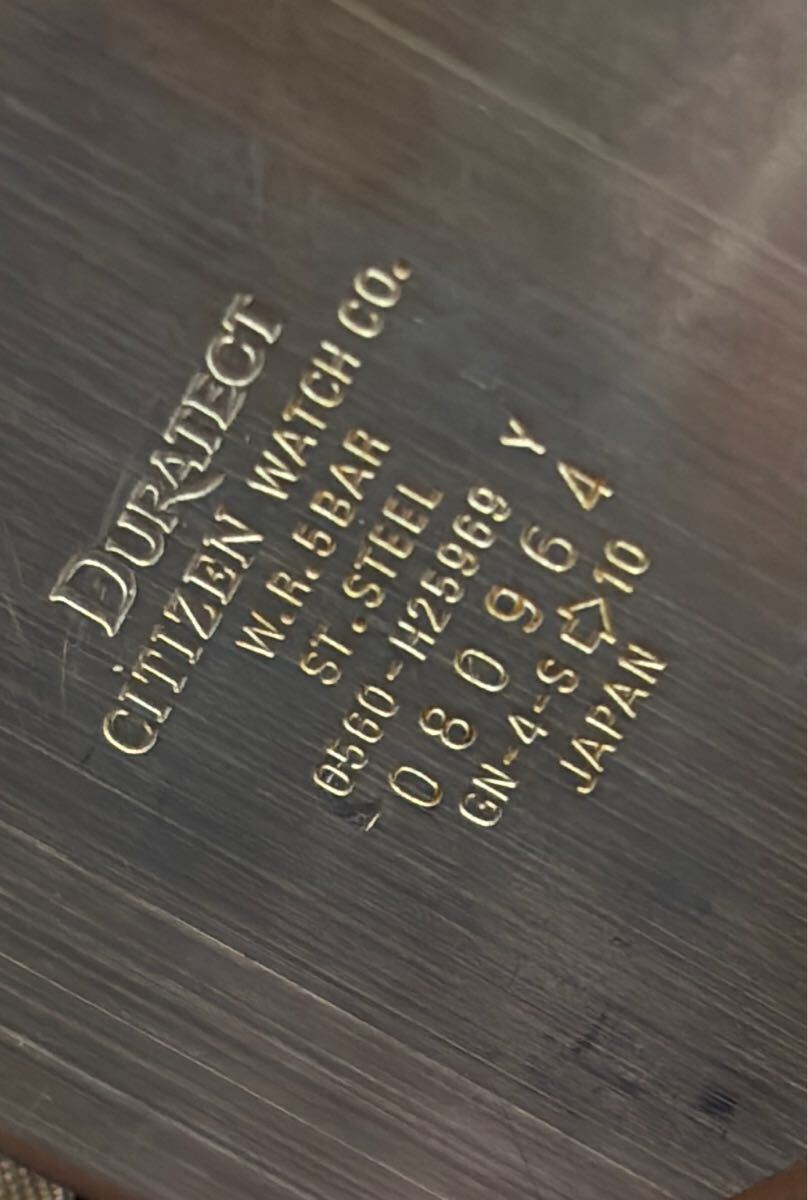 DURATECT
CITIZEN WATCH CO.
W.R.5BAR
ST.STEEL
0560-H25969 Y
080964
GN-4-S⇨10
JAPAN